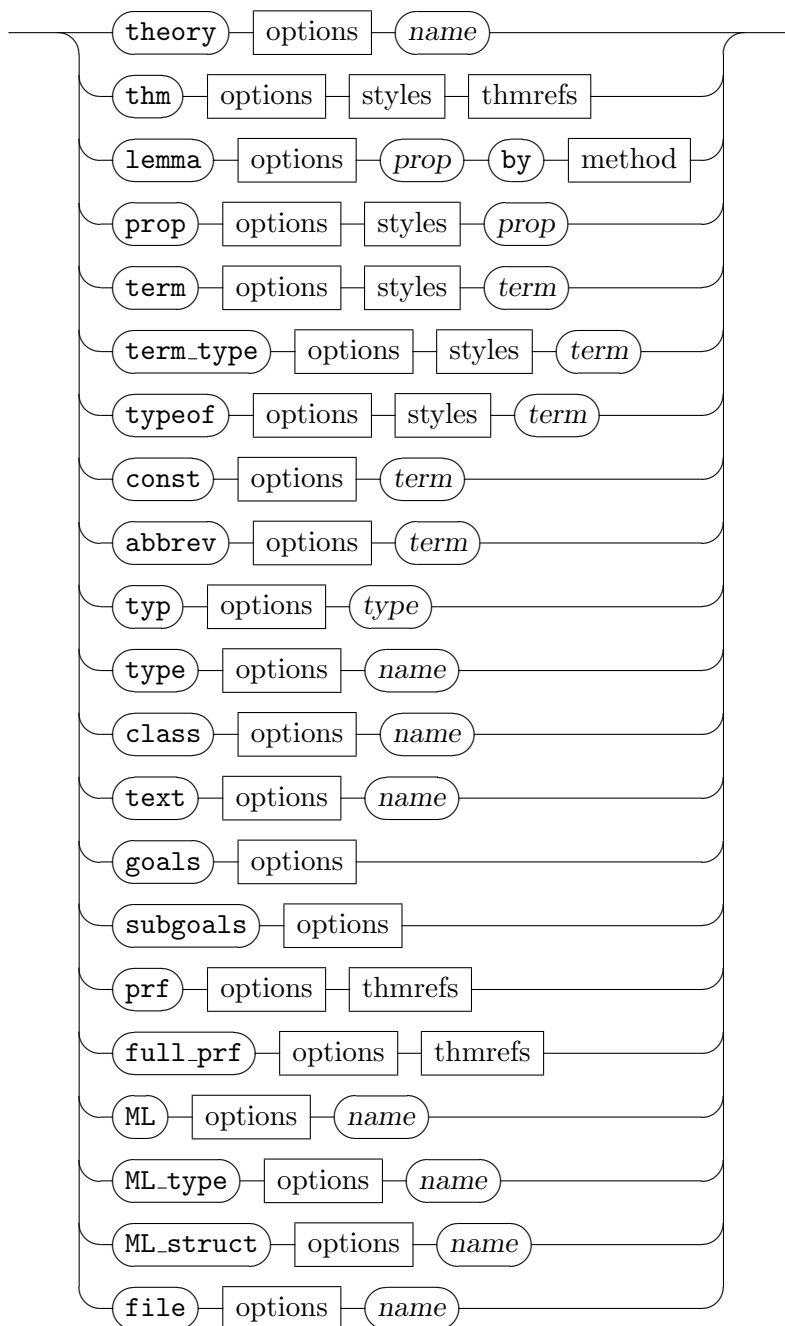 theory options name
thm options styles thmrefs
lemma options prop by method
prop options styles prop
term options styles term
term_type options styles term
typeof options styles term
const options term
abbrev options term
typ options type
type options name
class options name
text options name
goals options
subgoals options
prf options thmrefs
full_prf options thmrefs
ML options name
ML_type options name
ML_struct options name
file options name